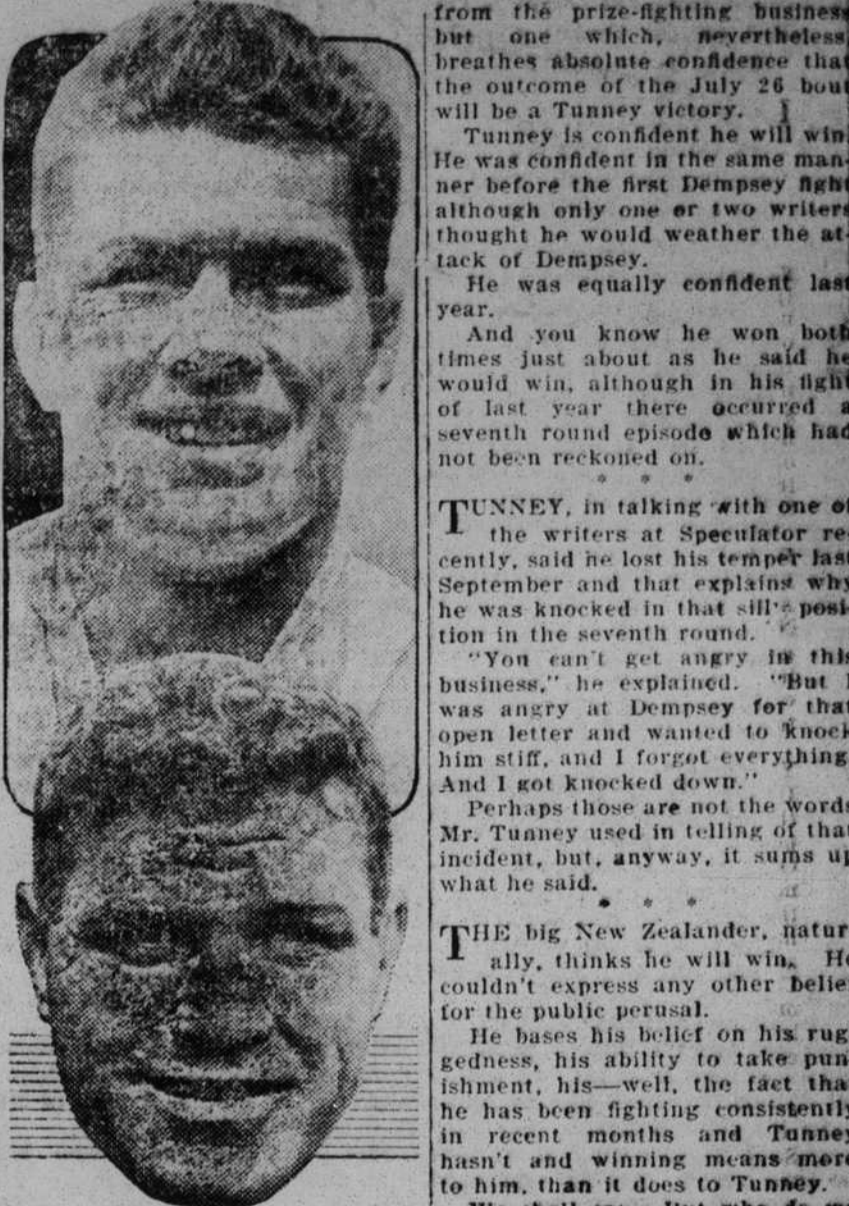 from the prize-fighting business
but one which, nevertheless,
breathes absolute confidence that
the outcome of the July 26 bout
will be a Tunney victory.
Tunney is confident he will win.
He was confident in the same man-
ner before the first Dempsey fight
although only one or two writers
thought he would weather the at-
tack of Dempsey.
He was equally confident last
year.
And you know he won both
times just about as he said he
would win, although in his fight
of last year there occurred a
seventh round episode which had
not been reckoned on.
* * *
TUNNEY, in talking with one of
the writers at Speculator re-
cently, said he lost his temper last
September and that explains why
he was knocked in that silly posi-
tion in the seventh round.
"You can't get angry in this
business," he explained. "But I
was angry at Dempsey for that
open letter and wanted to knock
him stiff, and I forgot everything.
And I got knocked down."
Perhaps those are not the words
Mr. Tunney used in telling of that
incident, but, anyway, it sums up
what he said.
* * *
THE big New Zealander, natur-
ally, thinks he will win. He
couldn't express any other belief
for the public perusal.
He bases his belief on his rug-
gedness, his ability to take pun-
ishment, his—well, the fact that
he has been fighting consistently
in recent months and Tunney
hasn't and winning means more
to him, than it does to Tunney.